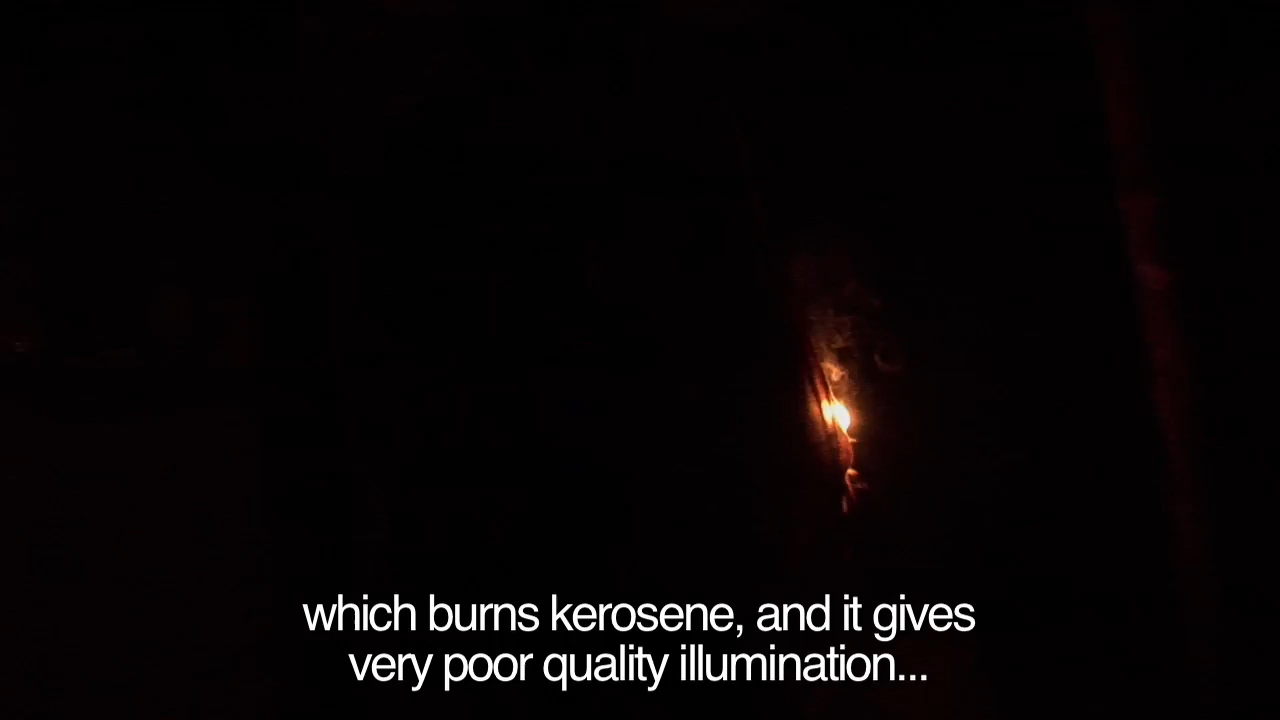 which burns kerosene, and it gives
very poor quality illumination...